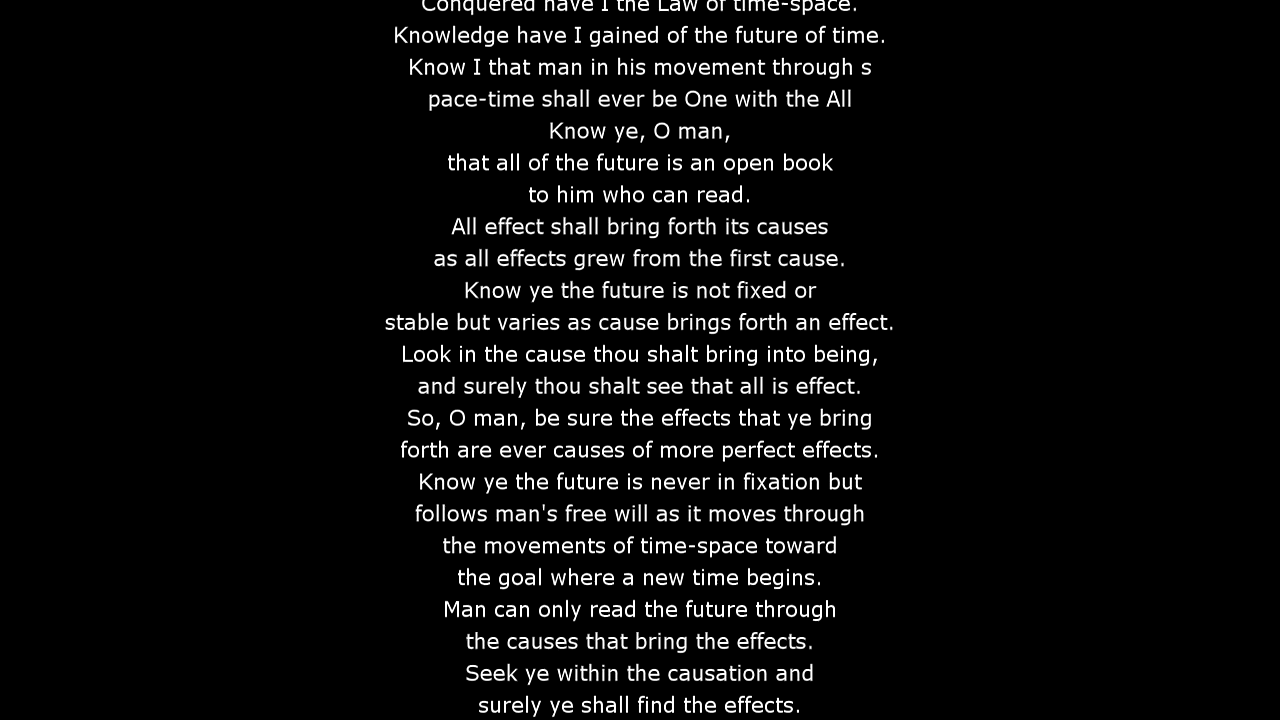 Conquered have I the Law of time-space.
Knowledge have I gained of the future of time.
Know I that man in his movement through s
pace-time shall ever be One with the All
Know ye, O man,
that all of the future is an open book
to him who can read.
All effect shall bring forth its causes
as all effects grew from the first cause.
Know ye the future is not fixed or
stable but varies as cause brings forth an effect.
Look in the cause thou shalt bring into being,
and surely thou shalt see that all is effect.
So, O man, be sure the effects that ye bring
forth are ever causes of more perfect effects.
Know ye the future is never in fixation but
follows man's free will as it moves through
the movements of time-space toward
the goal where a new time begins.
Man can only read the future through
the causes that bring the effects.
Seek ye within the causation and
surely ye shall find the effects.